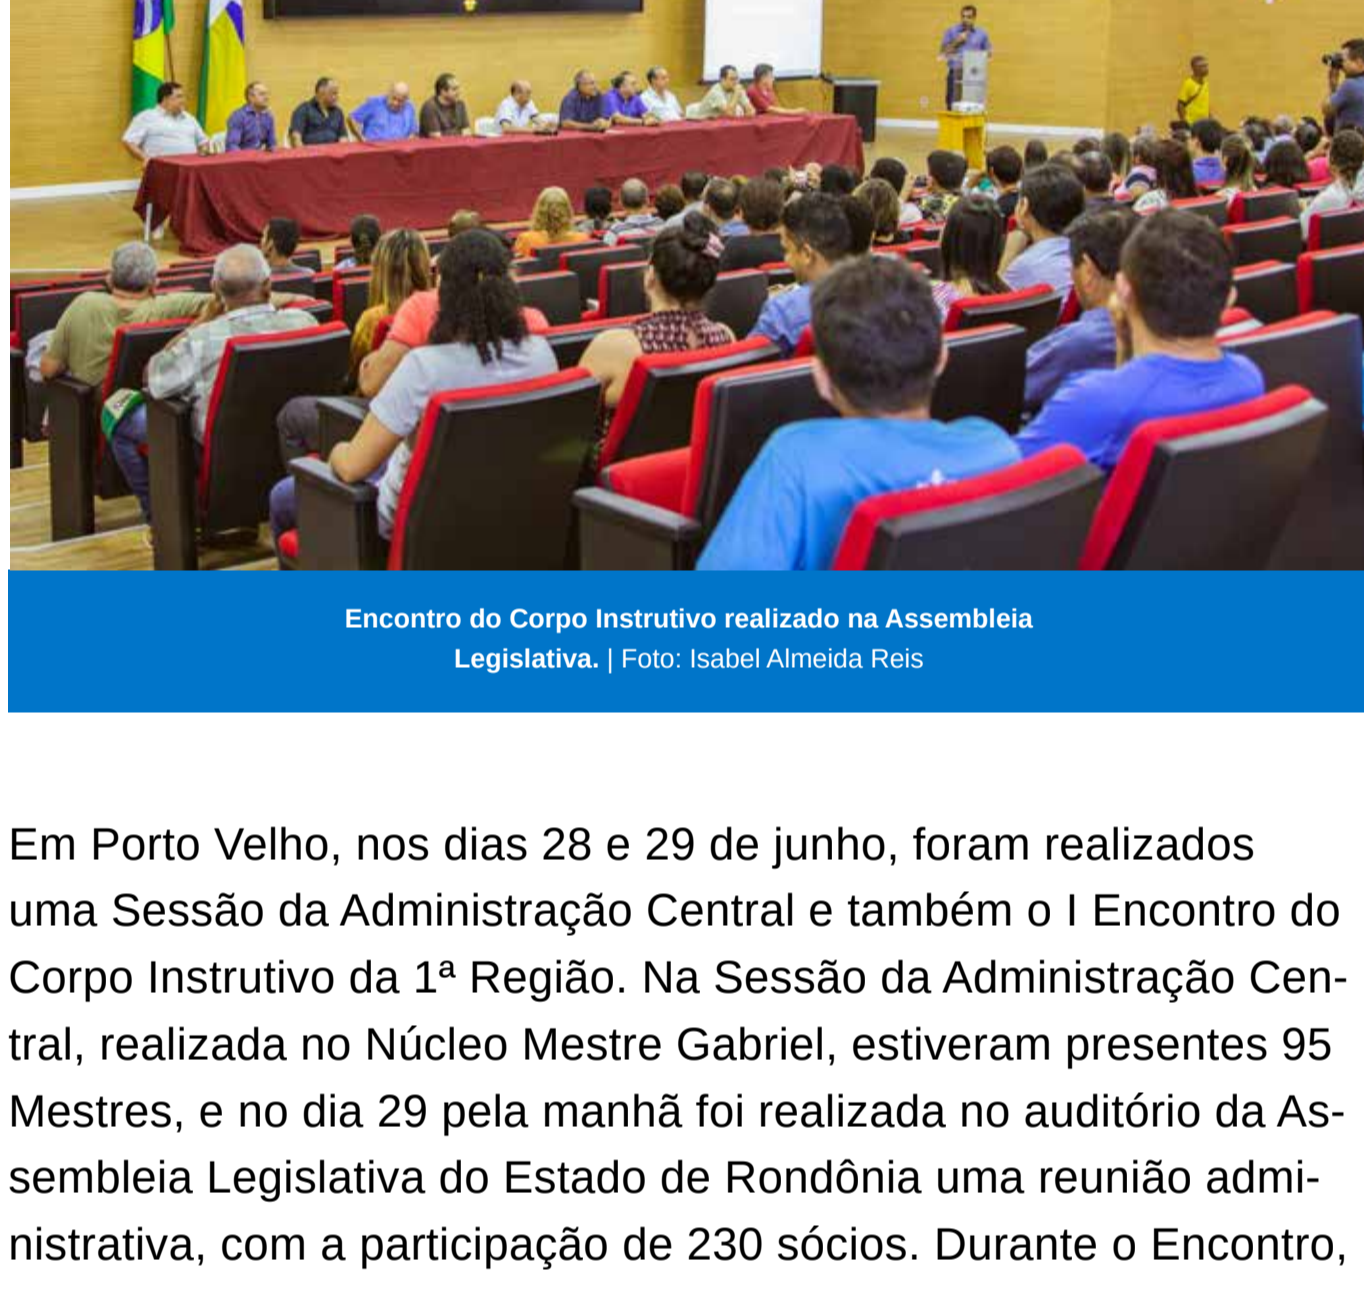 Encontro do Corpo Instrutivo realizado na Assembleia
Legislativa. | Foto: Isabel Almeida Reis
Em Porto Velho, nos dias 28 e 29 de junho, foram realizados
uma Sessão da Administração Central e também o I Encontro do
Corpo Instrutivo da 1ª Região. Na Sessão da Administração Cen-
tral, realizada no Núcleo Mestre Gabriel, estiveram presentes 95
Mestres, e no dia 29 pela manhã foi realizada no auditório da As-
sembleia Legislativa do Estado de Rondônia uma reunião admi-
nistrativa, com a participação de 230 sócios. Durante o Encontro,